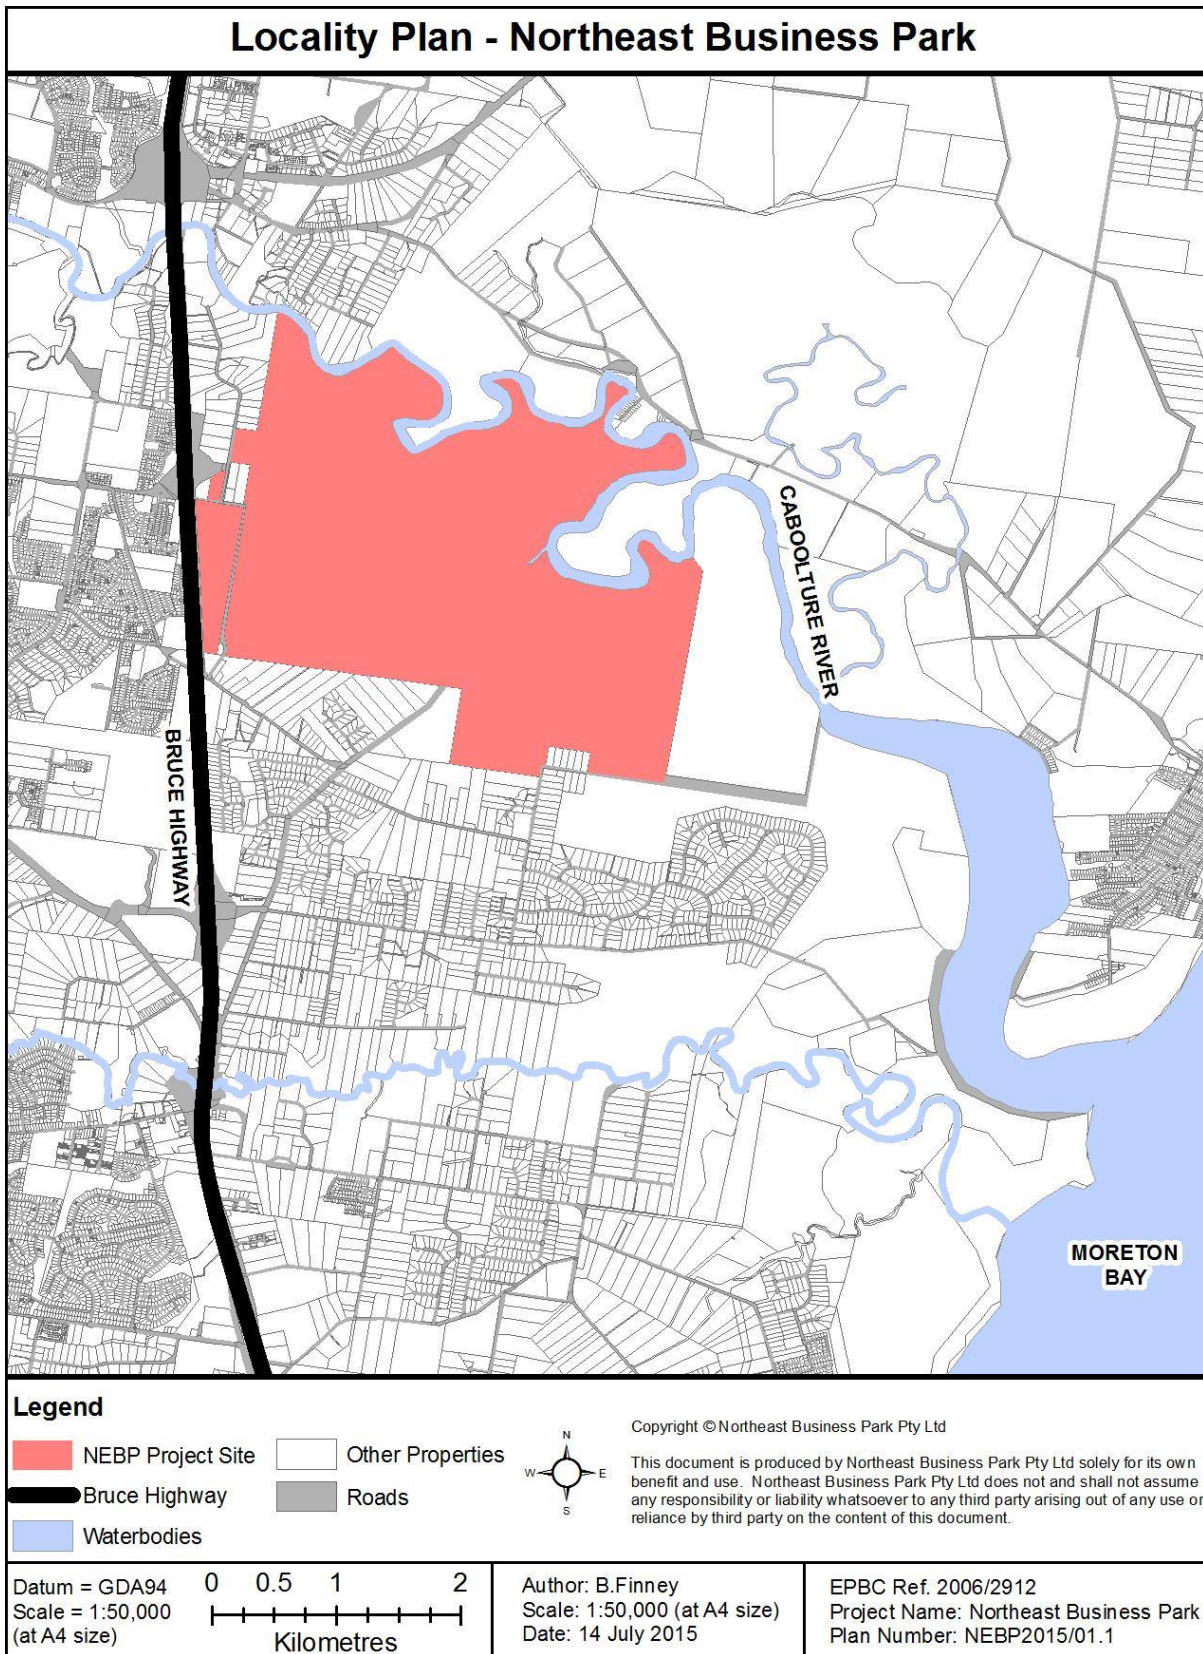 Locality Plan - Northeast Business Park
CABOOLTURE RIVER
BRUCE HIGHWAY
MORETON
BAY
Legend
NEBP Project Site
Bruce Highway
Waterbodies
Other Properties
Roads
N
W
E
S
Copyright © Northeast Business Park Pty Ltd
This document is produced by Northeast Business Park Pty Ltd solely for its own
benefit and use. Northeast Business Park Pty Ltd does not and shall not assume
any responsibility or liability whatsoever to any third party arising out of any use or
reliance by third party on the content of this document.
Datum = GDA94
Scale = 1:50,000
(at A4 size)
0 0.5 1 2
Kilometres
Author: B.Finney
Scale: 1:50,000 (at A4 size)
Date: 14 July 2015
EPBC Ref. 2006/2912
Project Name: Northeast Business Park
Plan Number: NEBP2015/01.1